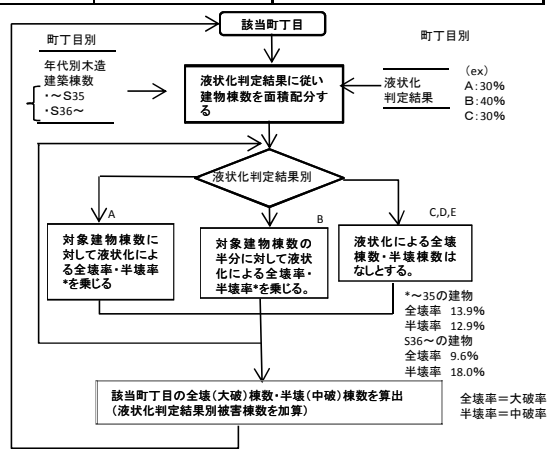 該当町丁目
町丁目別
年代別木造
建築棟数
・～S35
・S36～
液状化判定結果に従い
建物棟数を面積配分す
る
町丁目別
液状化
判定結果
(ex)
A:30%
B:40%
C:30%
液状化判定結果別
A
対象建物棟数に
対して液状化によ
る全壊率・半壊率
*を乗じる
B
対象建物棟数の
半分に対して液状
化による全壊率・
半壊率*を乗じる。
C,D,E
液状化による全壊
棟数・半壊棟数は
なしとする。
*～35の建物
全壊率 13.9%
半壊率 12.9%
S36～の建物
全壊率 9.6%
半壊率 18.0%
該当町丁目の全壊(大破)棟数・半壊(中破)棟数を算出
(液状化判定結果別被害棟数を加算)
全壊率＝大破率
半壊率＝中破率